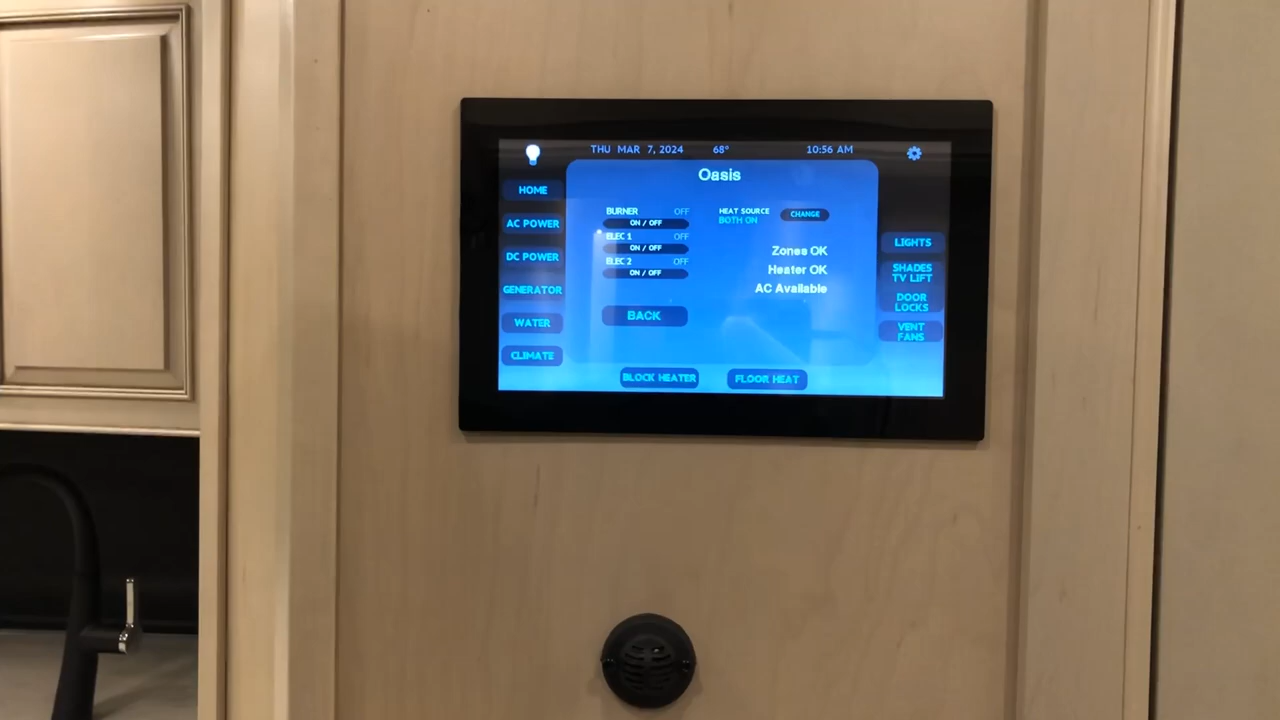 THU MAR 7, 2024 68° 10:56 AM
Oasis
HOME
AC POWER
DC POWER
GENERATOR
WATER
CLIMATE
BURNER OFF
ON / OFF
ELEC 1 OFF
ON / OFF
ELEC 2 OFF
ON / OFF
BACK
HEAT SOURCE
BOTH ON
CHANGE
Zones OK
Heater OK
AC Available
LIGHTS
SHADES
TV LIFT
DOOR
LOCKS
VENT
FANS
BLOCK HEATER
FLOOR HEAT